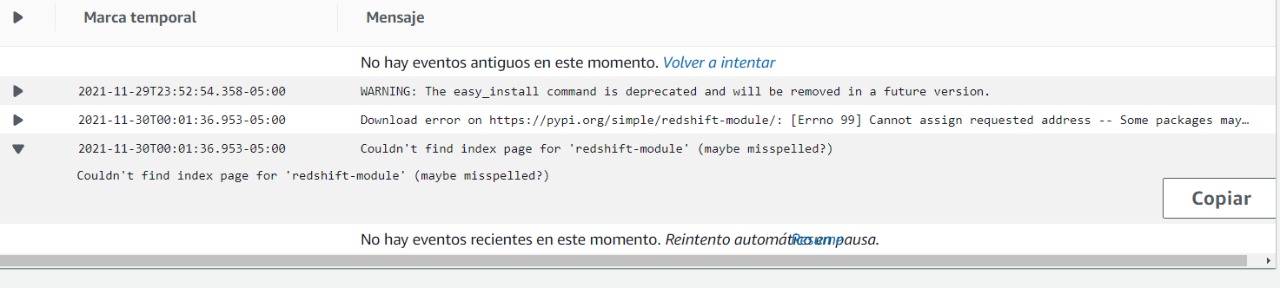 Marca temporal Mensaje
No hay eventos antiguos en este momento. Volver a intentar
2021-11-29T23:52:54.358-05:00 WARNING: The easy_install command is deprecated and will be removed in a future version.
2021-11-30T00:01:36.953-05:00 Download error on https://pypi.org/simple/redshift-module/: [Errno 99] Cannot assign requested address -- Some packages may…
2021-11-30T00:01:36.953-05:00 Couldn't find index page for 'redshift-module' (maybe misspelled?)
Couldn't find index page for 'redshift-module' (maybe misspelled?)
Copiar
No hay eventos recientes en este momento. Reintento automático en pausa. Resume